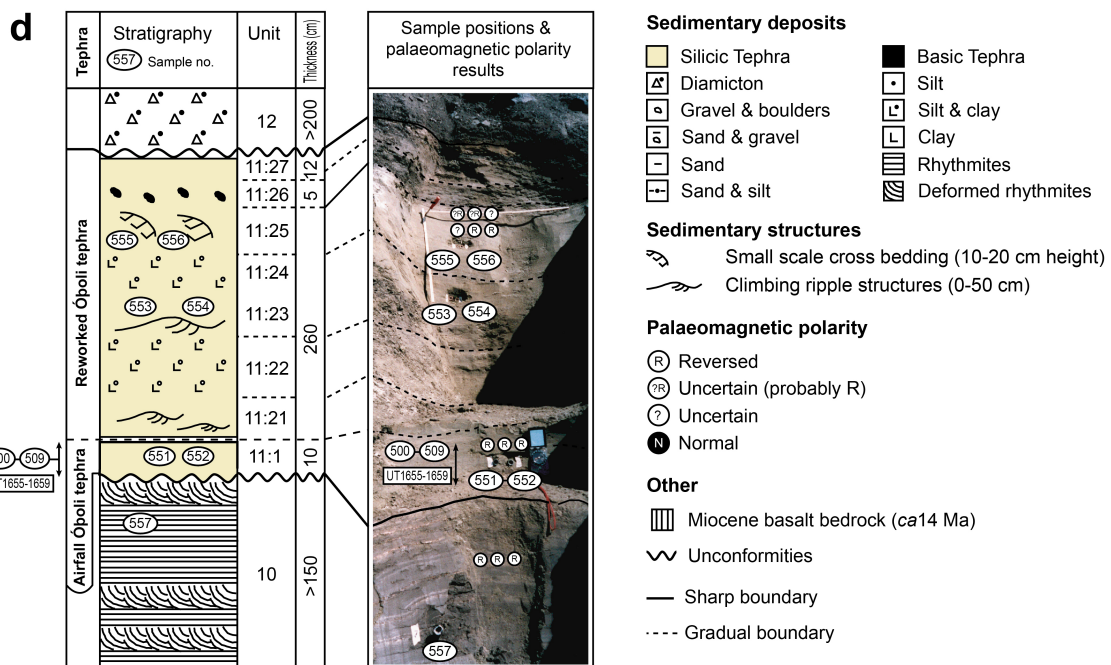 d
Tephra
Stratigraphy
557 Sample no.
Unit
Thickness (cm)
Sample positions &
palaeomagnetic polarity
results
12
>200
11:27
12
11:26
5
11:25
555 556
11:24
553 554
11:23
260
11:22
11:21
Reworked Ópoli tephra
551 552
11:1
10
509
1655-1659
Airfall Ópoli tephra
557
10
>150
?R ?R ?
? R R
555 556
553 554
500 509
R R R
UT1655-1659
551 552
R R R
557
Sedimentary deposits
Silicic Tephra
Basic Tephra
Diamicton
Silt
Gravel & boulders
Silt & clay
Sand & gravel
Clay
Sand
Rhythmites
Sand & silt
Deformed rhythmites
Sedimentary structures
Small scale cross bedding (10-20 cm height)
Climbing ripple structures (0-50 cm)
Palaeomagnetic polarity
R Reversed
?R Uncertain (probably R)
? Uncertain
N Normal
Other
Miocene basalt bedrock (ca14 Ma)
Unconformities
Sharp boundary
Gradual boundary